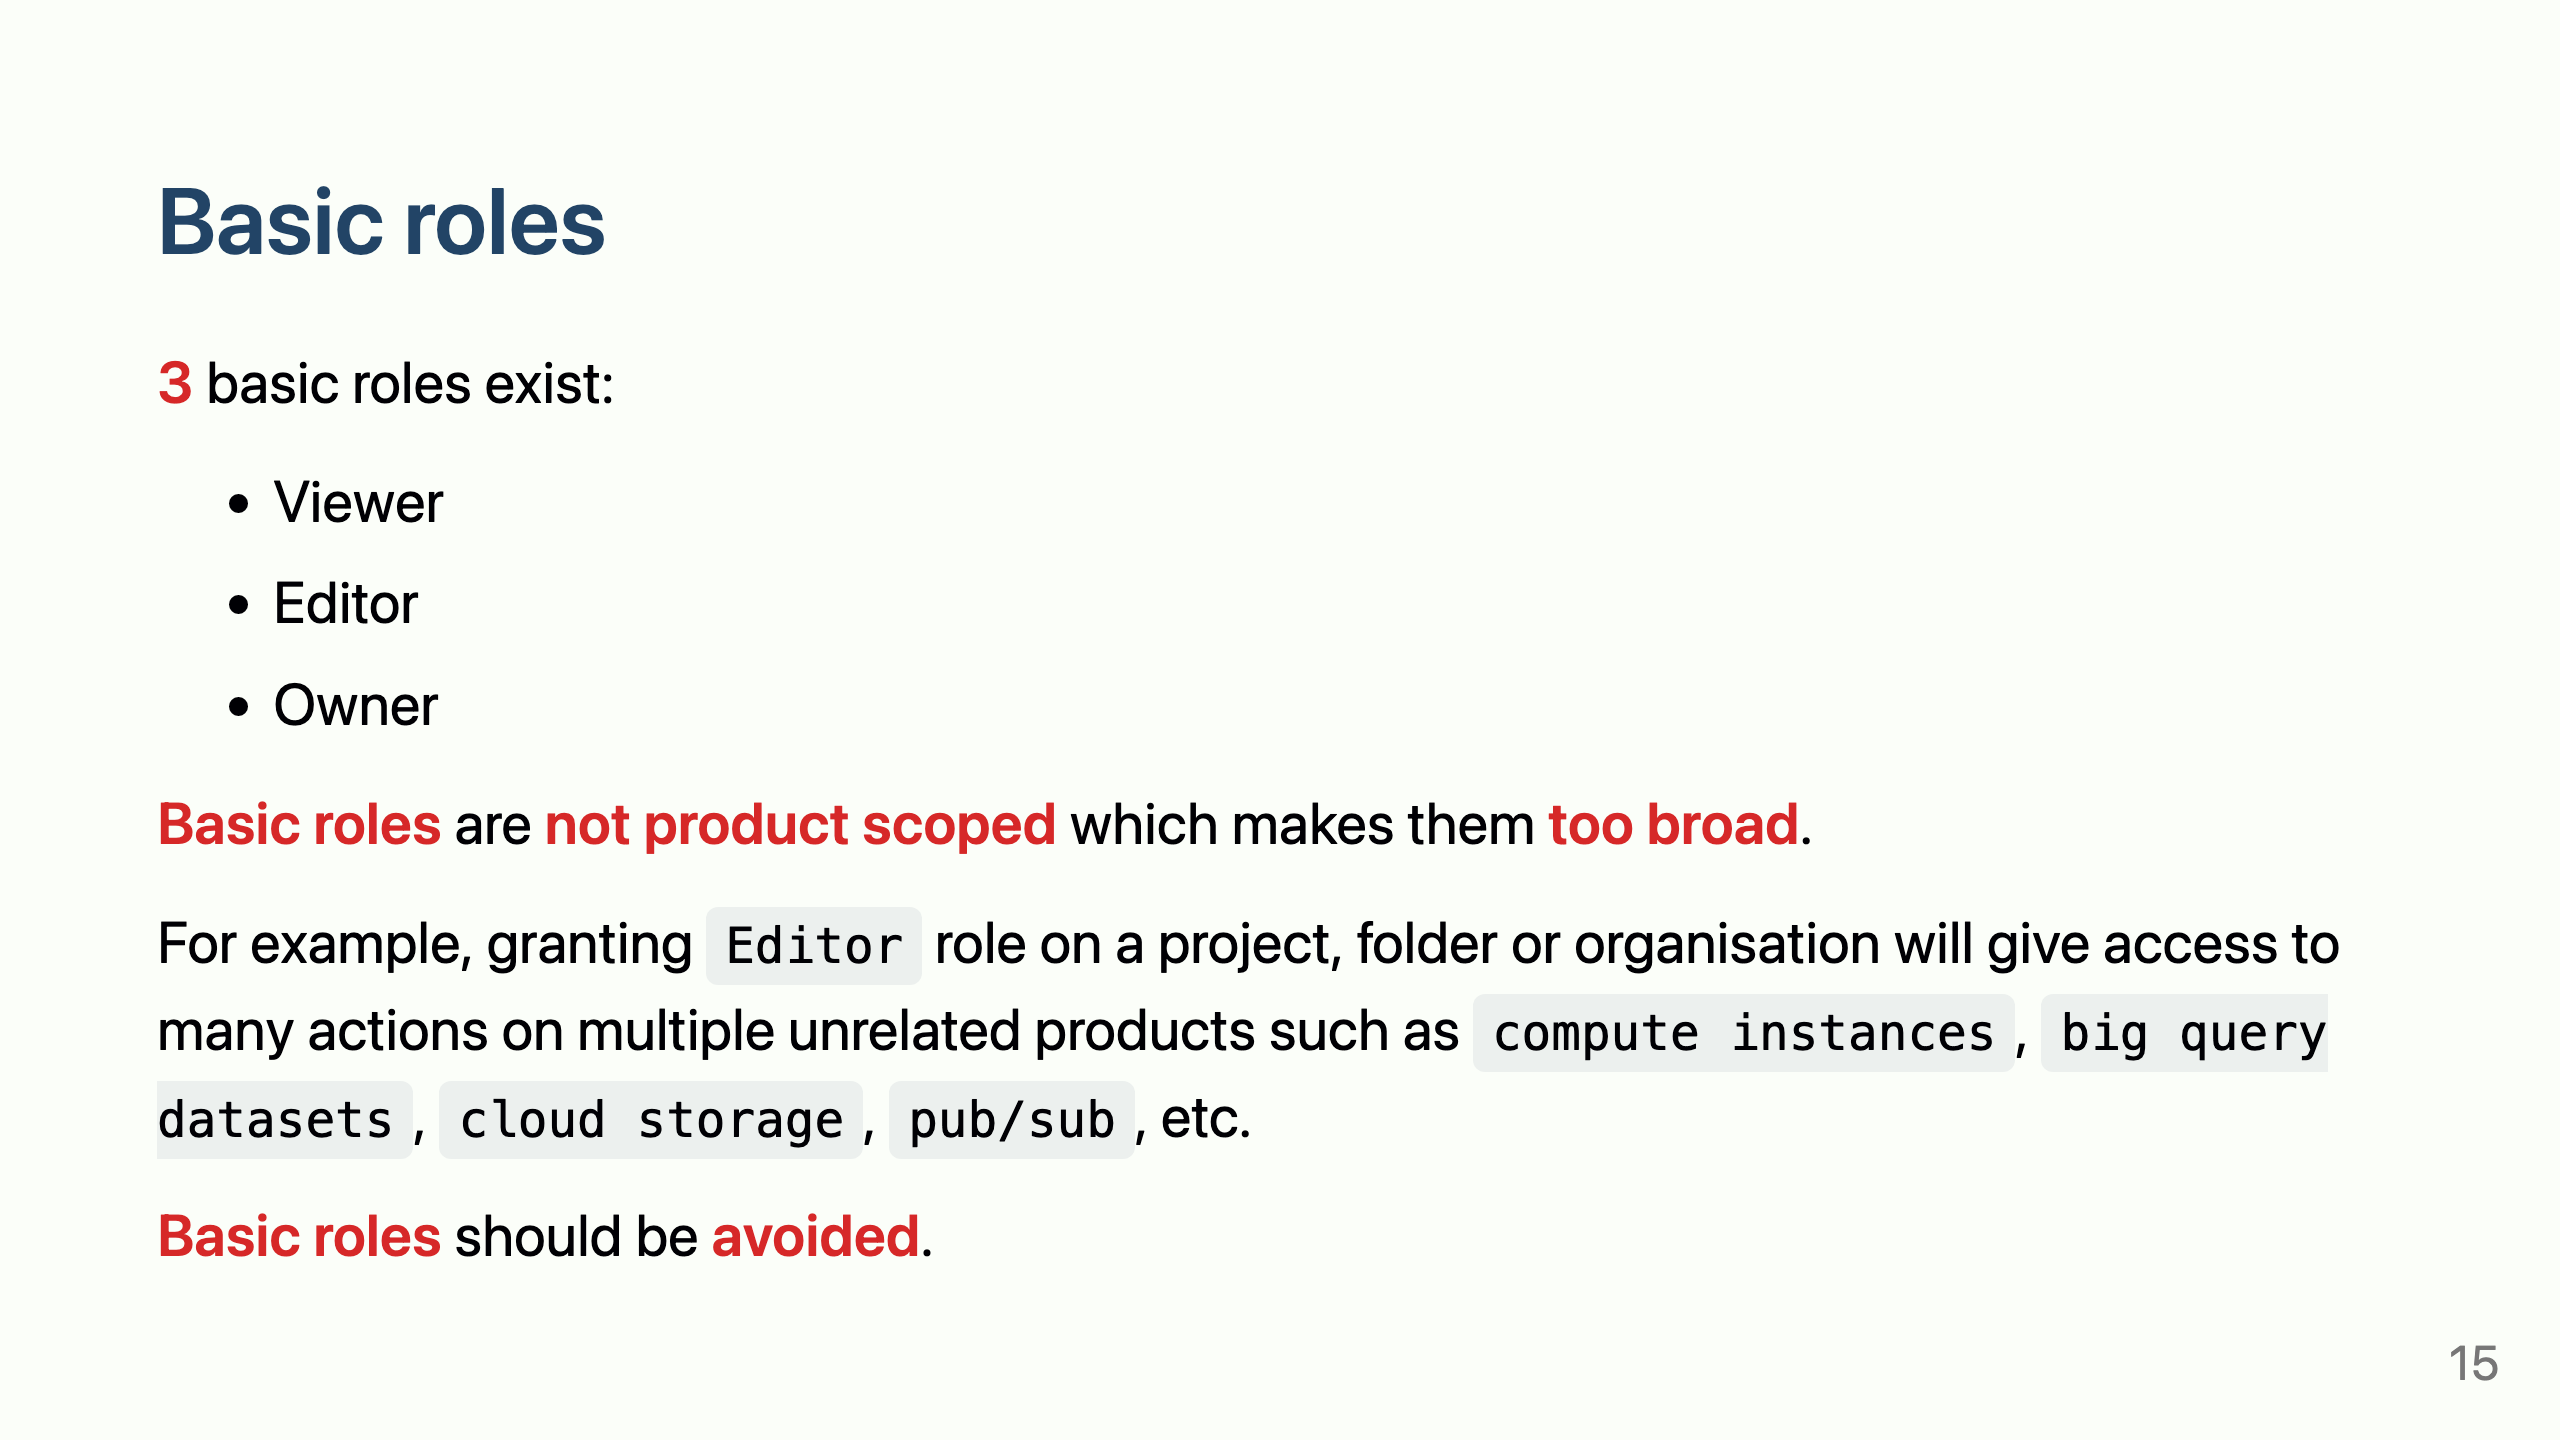 Basic roles
3 basic roles exist:
• Viewer
• Editor
• Owner
Basic roles are not product scoped which makes them too broad.
For example, granting Editor role on a project, folder or organisation will give access to
many actions on multiple unrelated products such as compute instances, big query
datasets, cloud storage, pub/sub, etc.
Basic roles should be avoided.
15